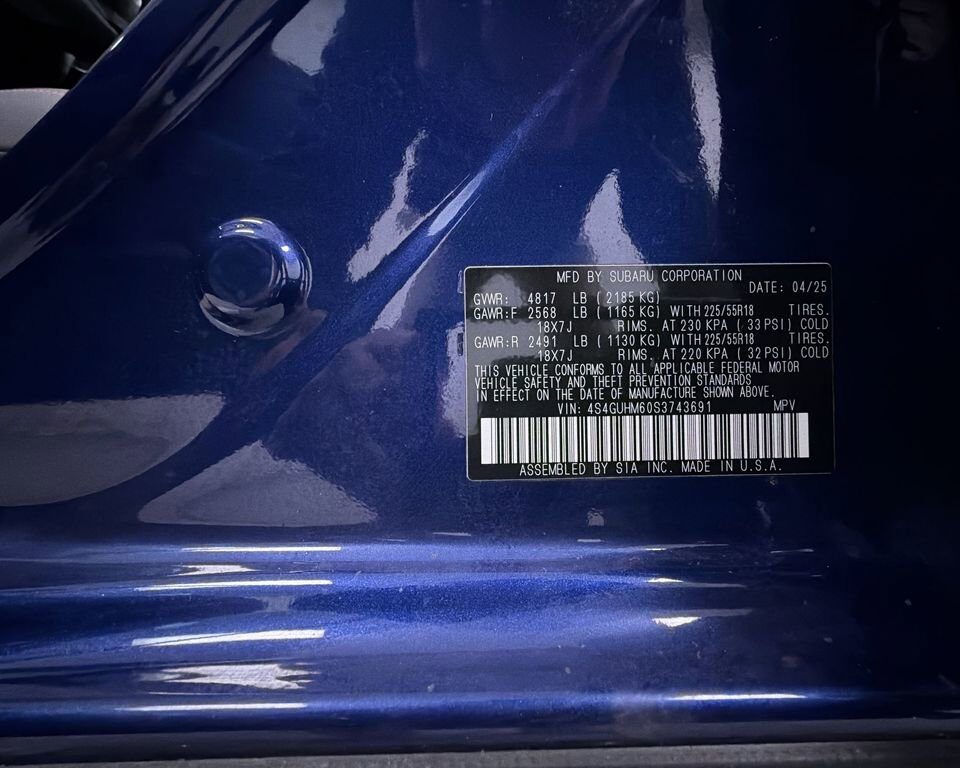 MFD BY SUBARU CORPORATION
DATE: 04/25
GVWR: 4817 LB (2185 KG)
GAWR:F 2568 LB (1165 KG) WITH 225/55R18 TIRES.
18X7J RIMS. AT 230 KPA (33 PSI) COLD
GAWR:R 2491 LB (1130 KG) WITH 225/55R18 TIRES.
18X7J RIMS. AT 220 KPA (32 PSI) COLD
THIS VEHICLE CONFORMS TO ALL APPLICABLE FEDERAL MOTOR
VEHICLE SAFETY AND THEFT PREVENTION STANDARDS
IN EFFECT ON THE DATE OF MANUFACTURE SHOWN ABOVE.
VIN: 4S4GUHM60S3743691 MPV
ASSEMBLED BY SIA INC. MADE IN U.S.A.